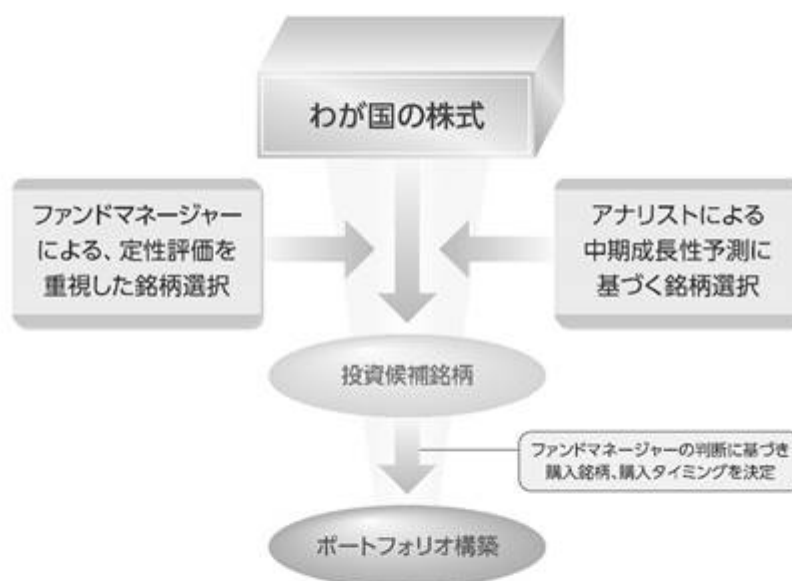 わが国の株式
ファンドマネージャー
による、定性評価を
重視した銘柄選択
アナリストによる
中期成長性予測に
基づく銘柄選択
投資候補銘柄
ファンドマネージャーの判断に基づき
購入銘柄、購入タイミングを決定
ポートフォリオ構築